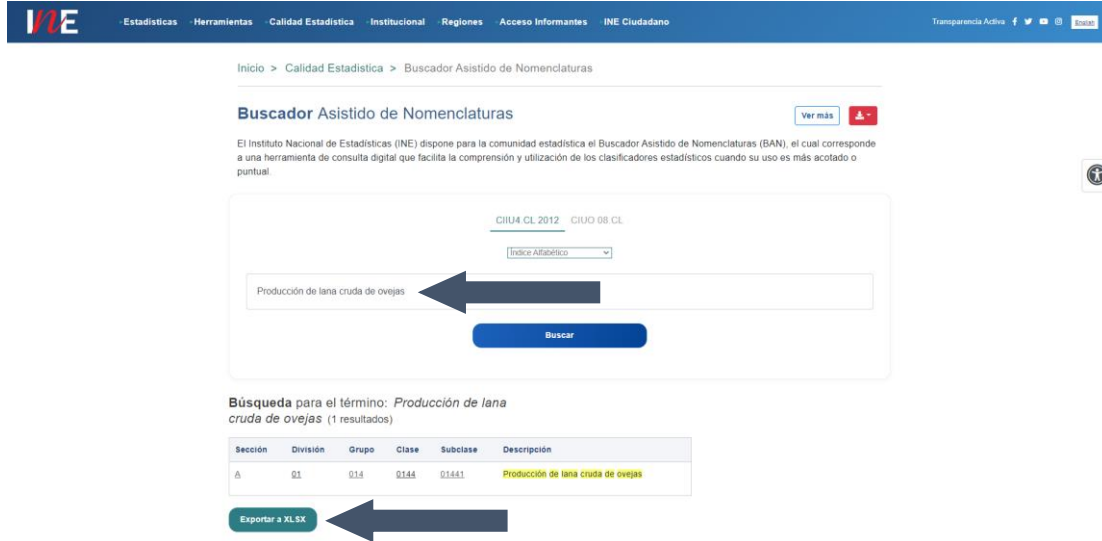 INE
Estadísticas Herramientas Calidad Estadística Institucional Regiones Acceso Informantes INE Ciudadano Transparencia Activa English
Inicio > Calidad Estadistica > Buscador Asistido de Nomenclaturas
Buscador Asistido de Nomenclaturas
Ver más
El Instituto Nacional de Estadísticas (INE) dispone para la comunidad estadística el Buscador Asistido de Nomenclaturas (BAN), el cual corresponde
a una herramienta de consulta digital que facilita la comprensión y utilización de los clasificadores estadísticos cuando su uso es más acotado o
puntual.
CIIU4.CL 2012 CIUO 08.CL
Índice Alfabético
Producción de lana cruda de ovejas
Buscar
Búsqueda para el término: Producción de lana
cruda de ovejas (1 resultados)
Sección División Grupo Clase Subclase Descripción
A 01 014 0144 01441 Producción de lana cruda de ovejas
Exportar a XLSX